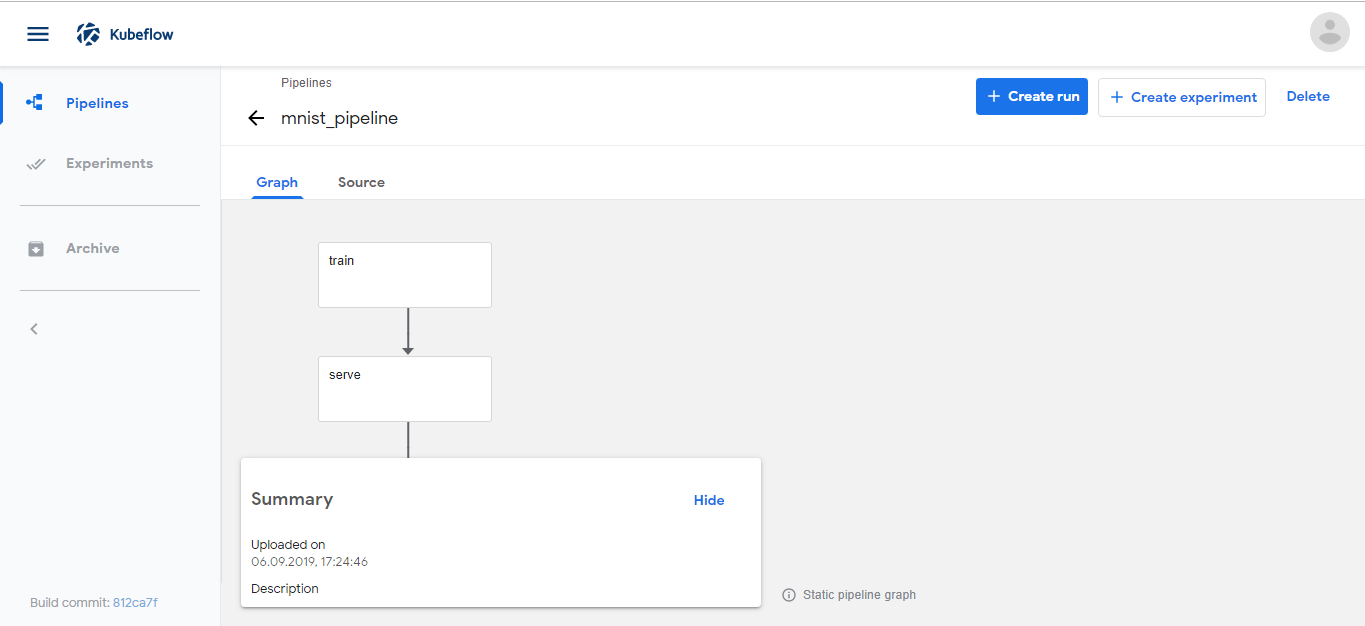 Kubeflow
Pipelines
Experiments
Archive
Build commit: 812ca7f
Pipelines
mnist_pipeline
+ Create run
+ Create experiment
Delete
Graph
Source
train
serve
Summary
Hide
Uploaded on
06.09.2019, 17:24:46
Description
Static pipeline graph